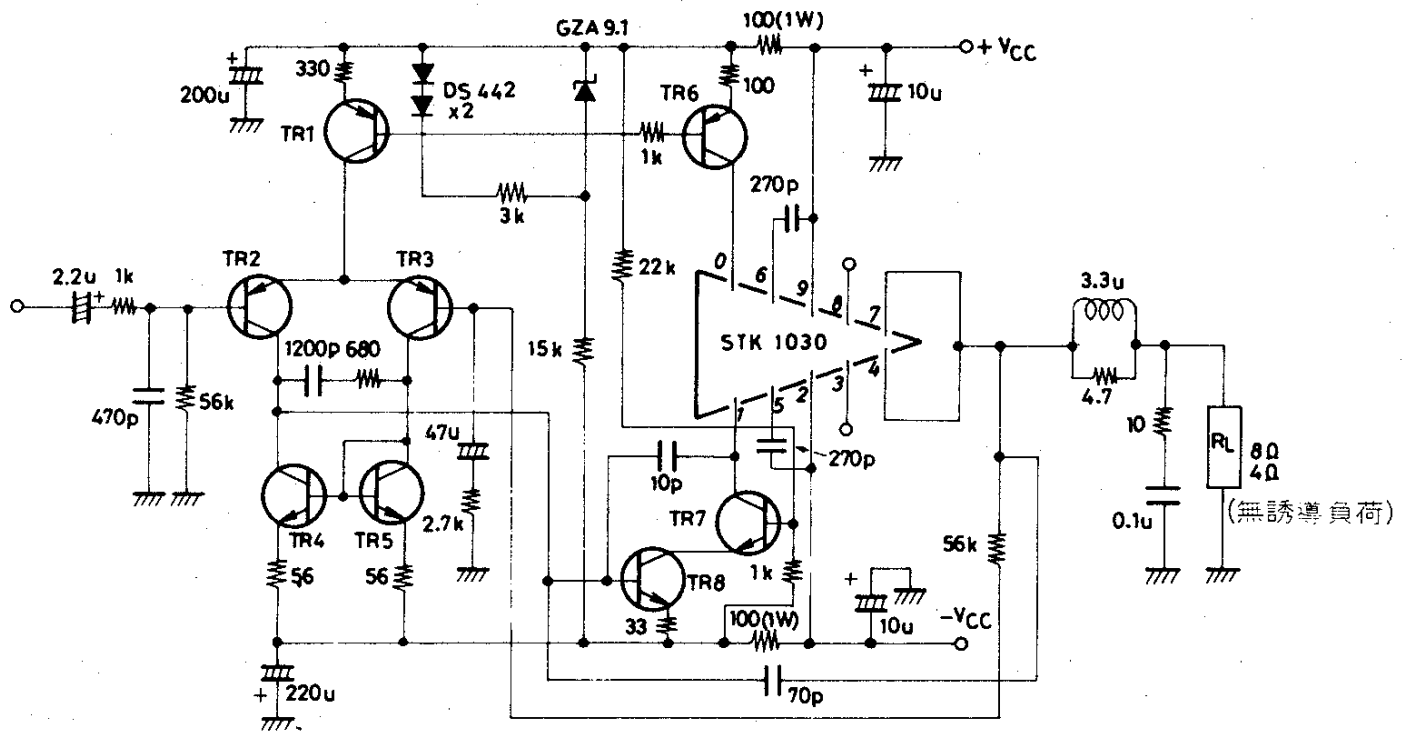 100(1W)
GZA 9.1
+ VCC
+
330
200u
DS 442
x2
TR6
100
+
10u
TR1
1k
270p
3k
TR2
TR3
0
6
9
8
7
22k
3.3u
2.2u
1k
+
STK 1030
1200p 680
15k
4.7
1
5
2
3
4
470p
56k
47u
270p
10
RL
8Ω
4Ω
10p
(無誘導負荷)
TR4
TR5
2.7k
TR7
0.1u
56
56
TR8
1k
56k
+
33
100(1W)
10u
-VCC
+
220u
70p